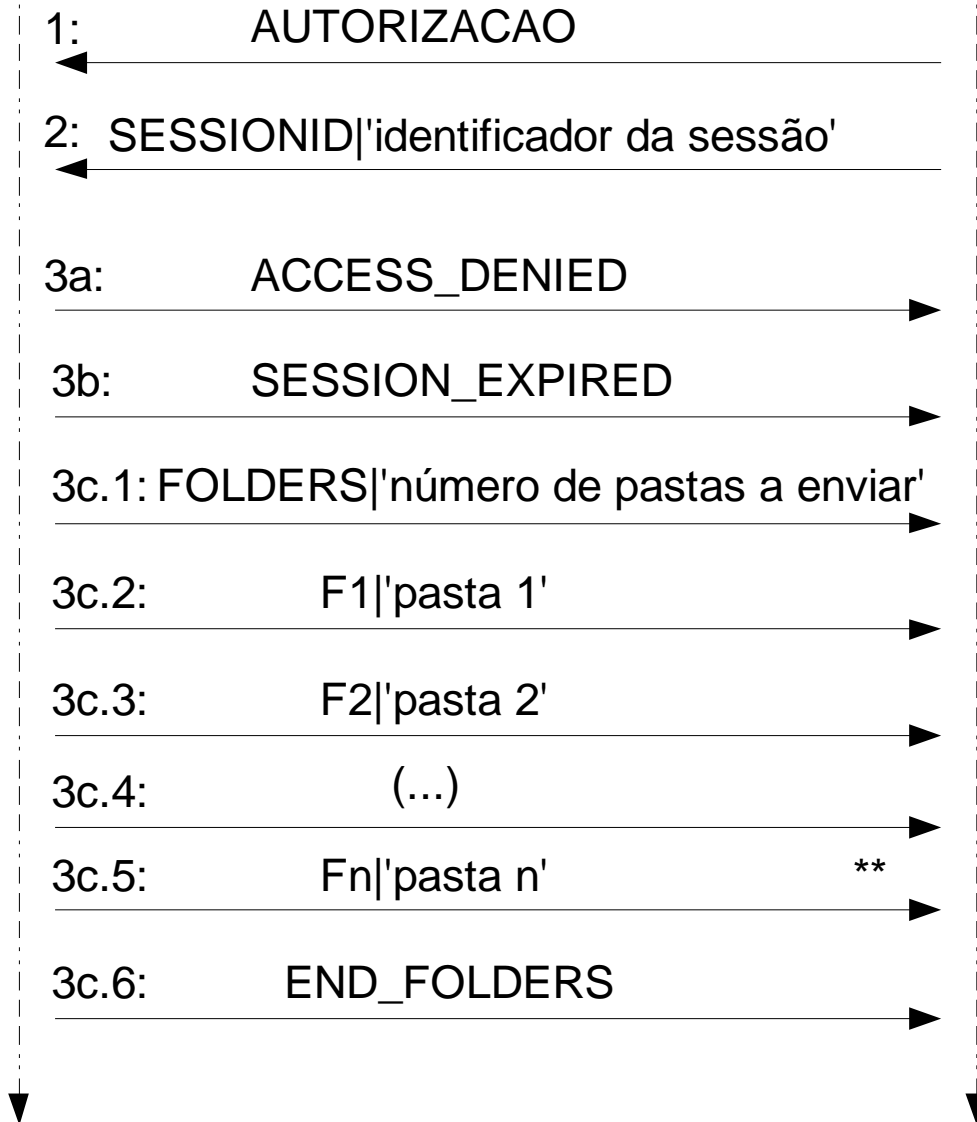 1: AUTORIZACAO
2: SESSIONID|'identificador da sessão'
3a: ACCESS_DENIED
3b: SESSION_EXPIRED
3c.1: FOLDERS|'número de pastas a enviar'
3c.2: F1|'pasta 1'
3c.3: F2|'pasta 2'
3c.4: (...)
3c.5: Fn|'pasta n' **
3c.6: END_FOLDERS